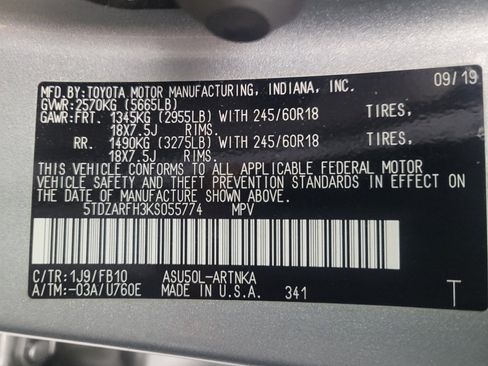 MFD.BY:TOYOTA MOTOR MANUFACTURING, INDIANA, INC. 09/19
GVWR:2570KG (5665LB)
GAWR:FRT. 1345KG (2955LB) WITH 245/60R18 TIRES,
18X7.5J RIMS.
RR. 1490KG (3275LB) WITH 245/60R18 TIRES,
18X7.5J RIMS.
THIS VEHICLE CONFORMS TO ALL APPLICABLE FEDERAL MOTOR
VEHICLE SAFETY AND THEFT PREVENTION STANDARDS IN EFFECT ON
THE DATE OF MANUFACTURE SHOWN ABOVE.
5TDZARFH3KS055774 MPV
C/TR:1J9/FB10 ASU50L-ARTNKA
A/TM:-03A/U760E MADE IN U.S.A. 341 T